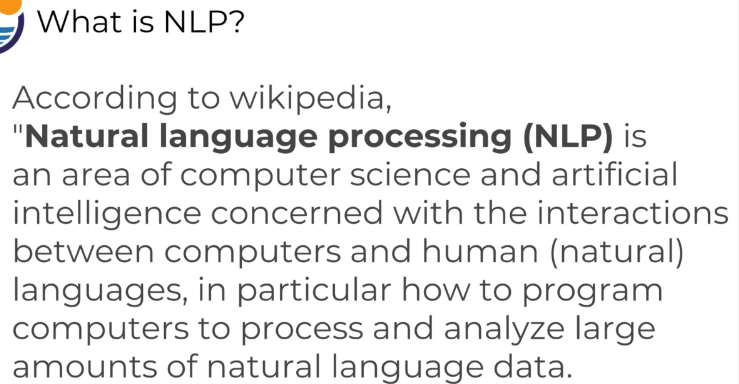 What is NLP?
According to wikipedia,
"Natural language processing (NLP) is
an area of computer science and artificial
intelligence concerned with the interactions
between computers and human (natural)
languages, in particular how to program
computers to process and analyze large
amounts of natural language data.